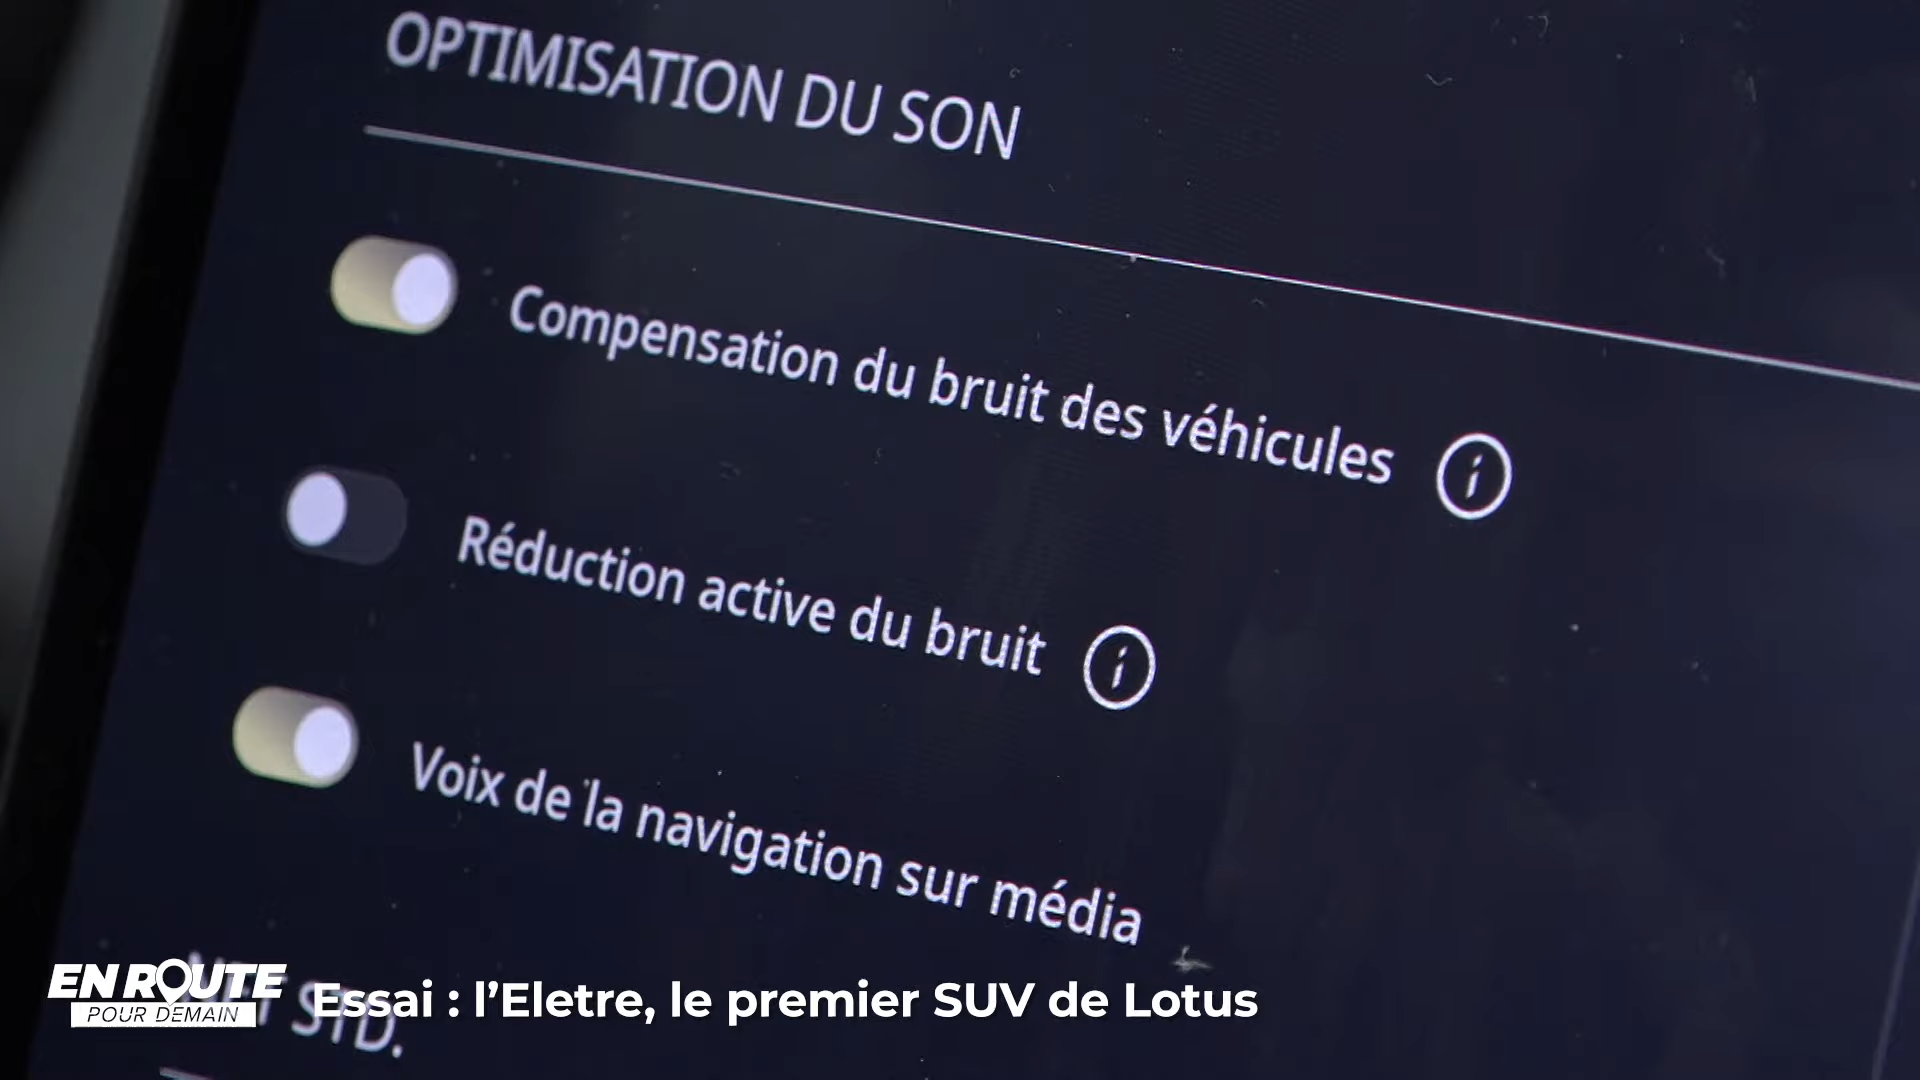 OPTIMISATION DU SON
Compensation du bruit des véhicules
Réduction active du bruit
Voix de la navigation sur média
STD.
EN ROUTE
POUR DEMAIN
Essai : l’Eletre, le premier SUV de Lotus